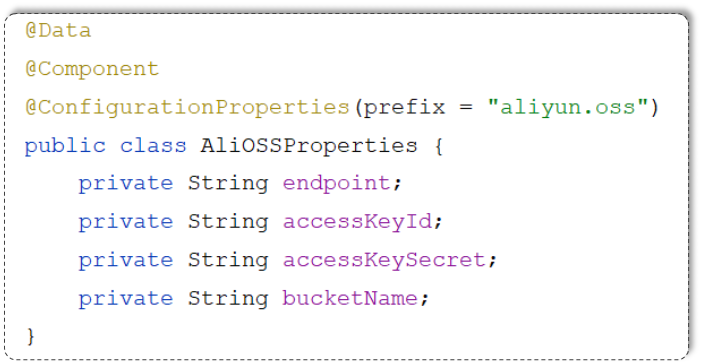 @Data
@Component
@ConfigurationProperties(prefix = "aliyun.oss")
public class AliOSSProperties {
    private String endpoint;
    private String accessKeyId;
    private String accessKeySecret;
    private String bucketName;
}